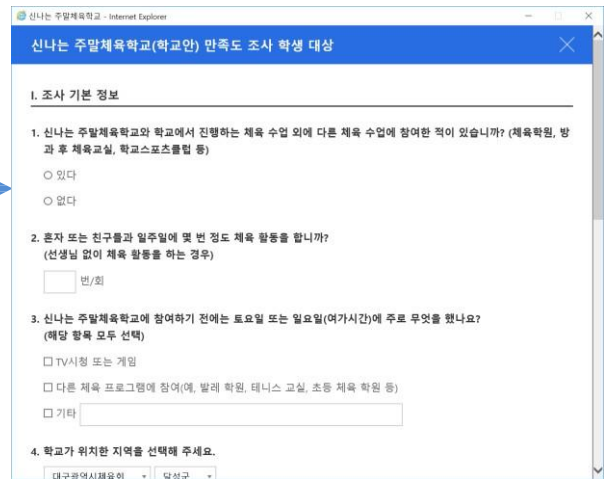 신나는 주말체육학교 - Internet Explorer
신나는 주말체육학교(학교안) 만족도 조사 학생 대상
I. 조사 기본 정보
1. 신나는 주말체육학교와 학교에서 진행하는 체육 수업 외에 다른 체육 수업에 참여한 적이 있습니까? (체육학원, 방
과 후 체육교실, 학교스포츠클럽 등)
있다
없다
2. 혼자 또는 친구들과 일주일에 몇 번 정도 체육 활동을 합니까?
(선생님 없이 체육 활동을 하는 경우)
번/회
3. 신나는 주말체육학교에 참여하기 전에는 토요일 또는 일요일(여가시간)에 주로 무엇을 했나요?
(해당 항목 모두 선택)
TV시청 또는 게임
다른 체육 프로그램에 참여(예, 발레 학원, 테니스 교실, 초등 체육 학원 등)
기타
4. 학교가 위치한 지역을 선택해 주세요.
대구광역시체육회 달성구